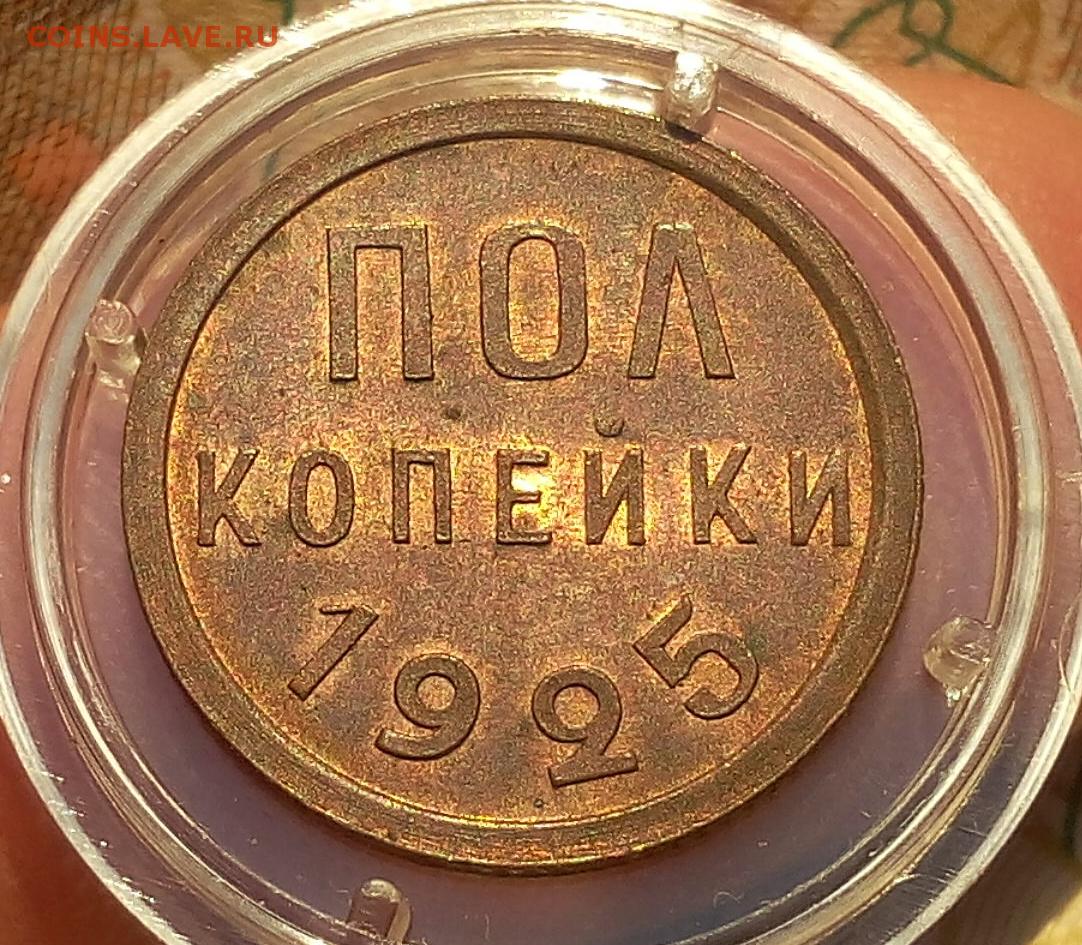 COINS.LAVE.RU
ПОЛ
КОПЕЙКИ
1925